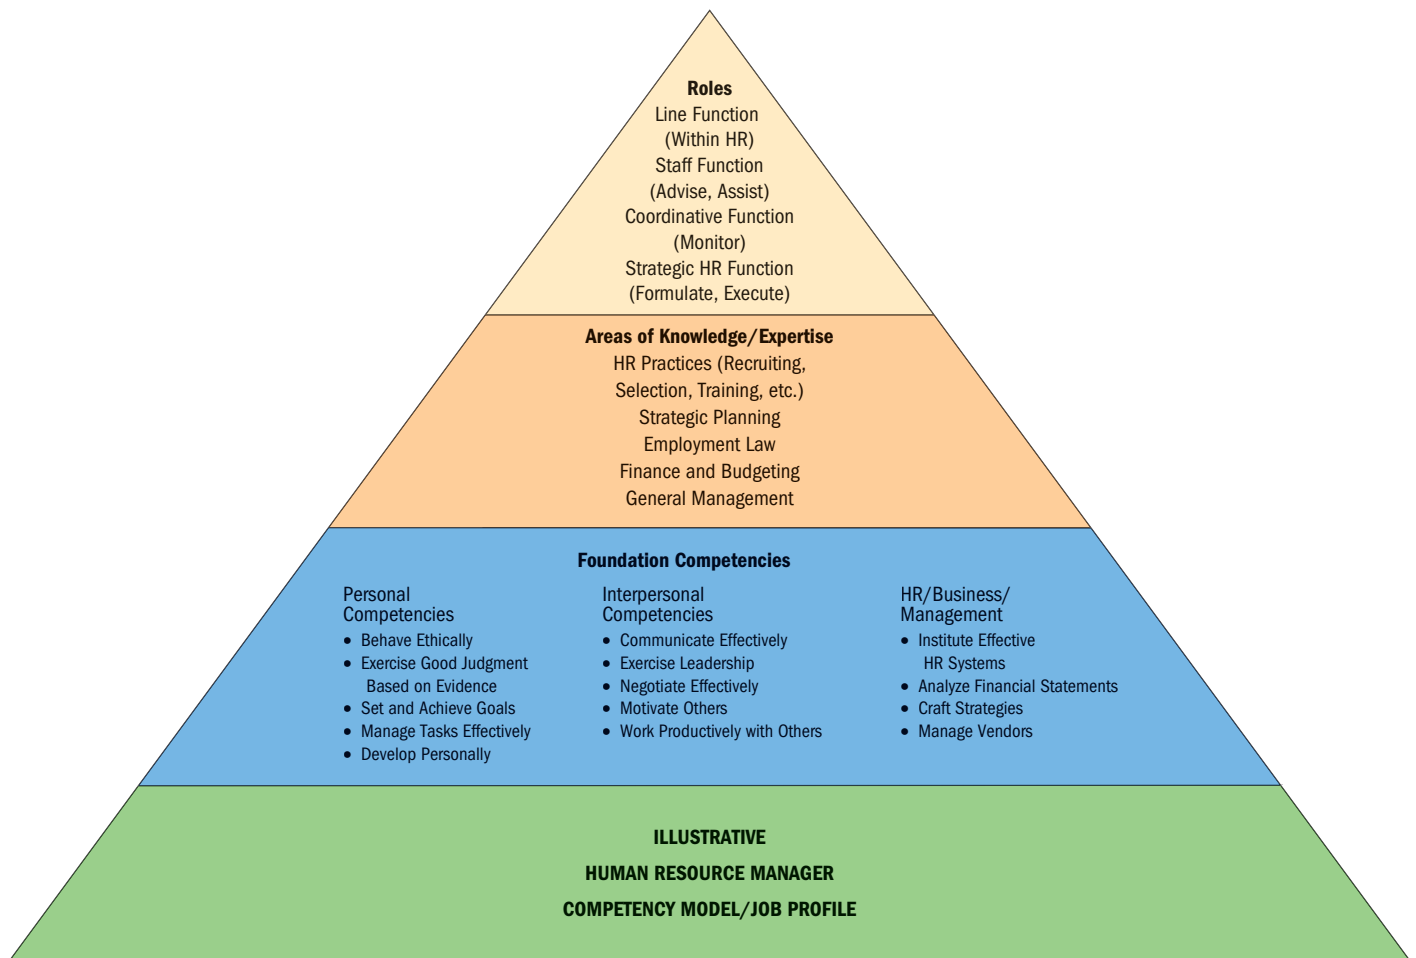 Roles
Line Function
(Within HR)
Staff Function
(Advise, Assist)
Coordinative Function
(Monitor)
Strategic HR Function
(Formulate, Execute)
Areas of Knowledge/Expertise
HR Practices (Recruiting,
Selection, Training, etc.)
Strategic Planning
Employment Law
Finance and Budgeting
General Management
Foundation Competencies
Personal
Competencies
• Behave Ethically
• Exercise Good Judgment
Based on Evidence
• Set and Achieve Goals
• Manage Tasks Effectively
• Develop Personally
Interpersonal
Competencies
• Communicate Effectively
• Exercise Leadership
• Negotiate Effectively
• Motivate Others
• Work Productively with Others
HR/Business/
Management
• Institute Effective
HR Systems
• Analyze Financial Statements
• Craft Strategies
• Manage Vendors
ILLUSTRATIVE
HUMAN RESOURCE MANAGER
COMPETENCY MODEL/JOB PROFILE